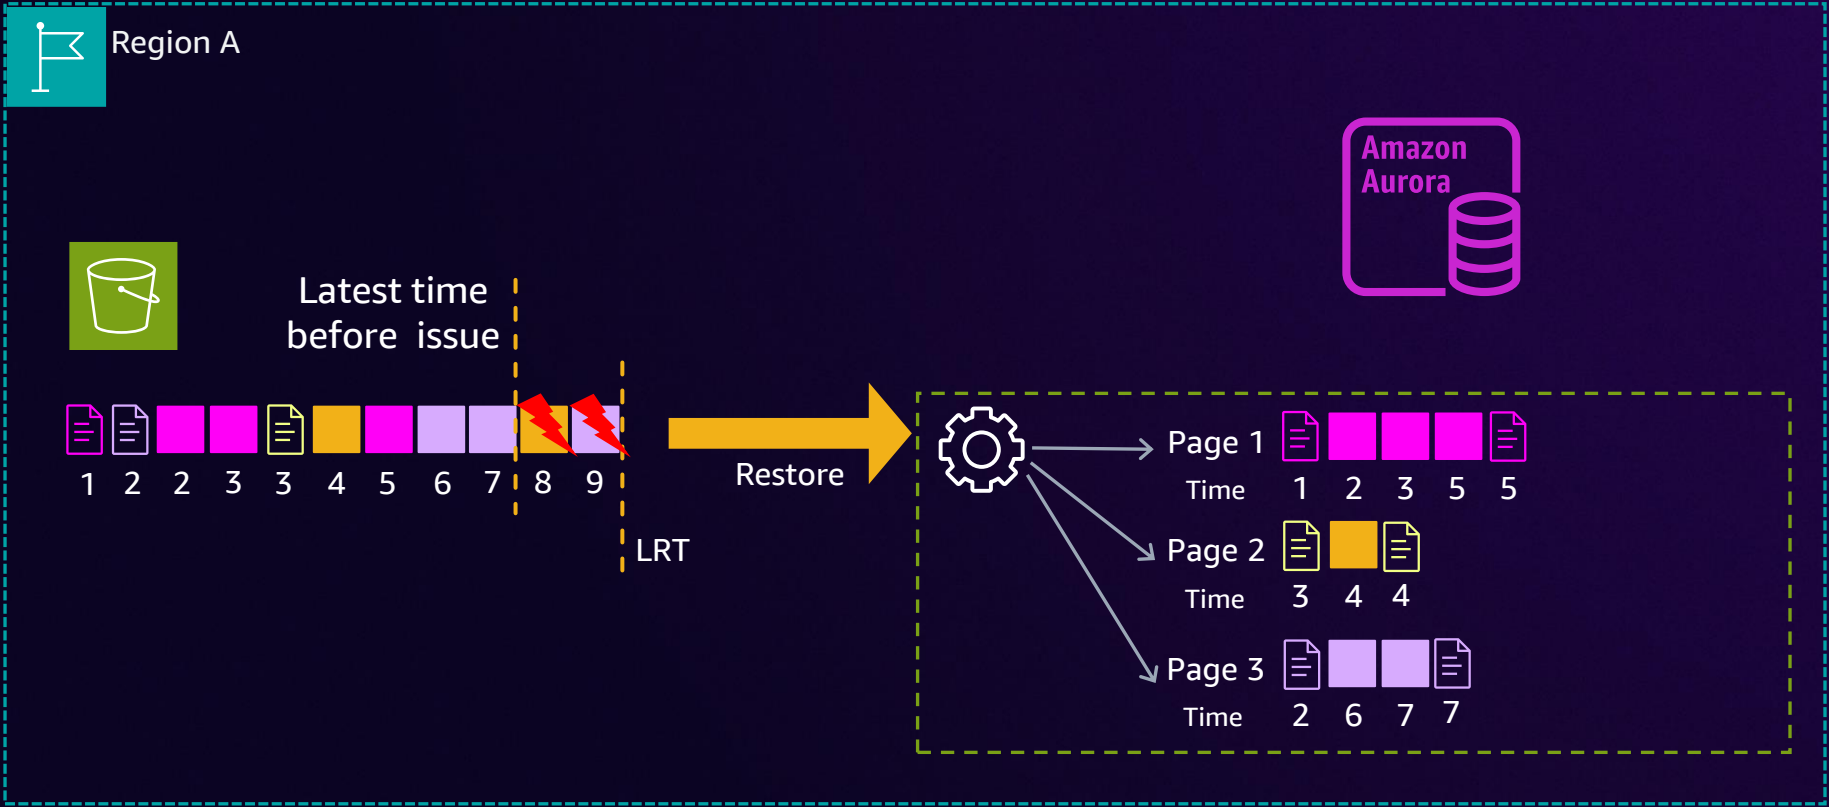 Region A
Amazon
Aurora
Latest time
before issue
1 2 2 3 3 4 5 6 7 8 9
LRT
Restore
Page 1
Time 1 2 3 5 5
Page 2
Time 3 4 4
Page 3
Time 2 6 7 7